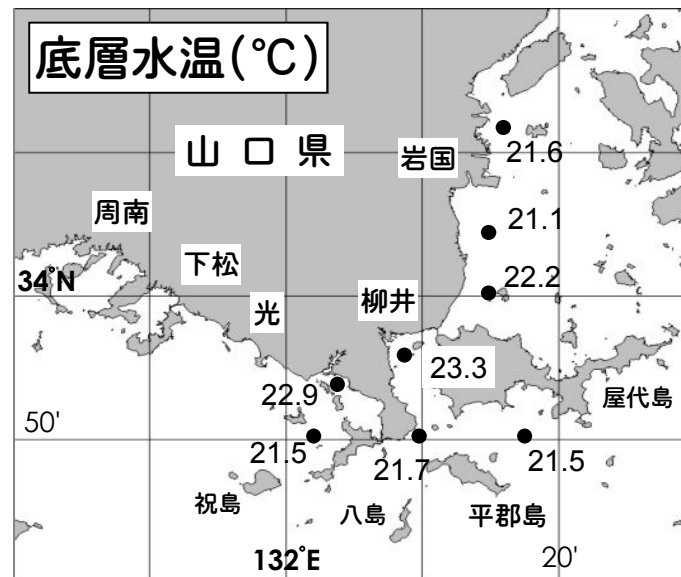 底層水温(℃)
山口県
岩国
21.6
周南
21.1
下松
34°N
22.2
光
柳井
23.3
22.9
屋代島
50'
21.5
21.7
21.5
祝島
八島
平郡島
132°E
20'